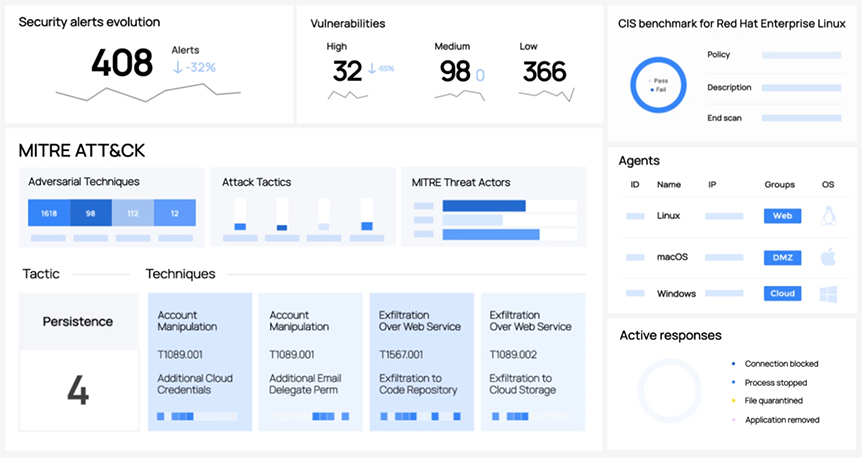 Security alerts evolution
408
Alerts
↓-32%
Vulnerabilities
High
32
↓-65%
Medium
98
0
Low
366
CIS benchmark for Red Hat Enterprise Linux
Pass
Fail
Policy
Description
End scan
MITRE ATT&CK
Adversarial Techniques
1618 98 112 12
Attack Tactics
MITRE Threat Actors
Tactic
Techniques
Persistence
4
Account
Manipulation
T1089.001
Additional Cloud
Credentials
Account
Manipulation
T1089.001
Additional Email
Delegate Perm
Exfiltration
Over Web Service
T1567.001
Exfiltration to
Code Repository
Exfiltration
Over Web Service
T1089.002
Exfiltration to
Cloud Storage
Agents
ID Name IP Groups OS
Linux Web
macOS DMZ
Windows Cloud
Active responses
Connection blocked
Process stopped
File quarantined
Application removed